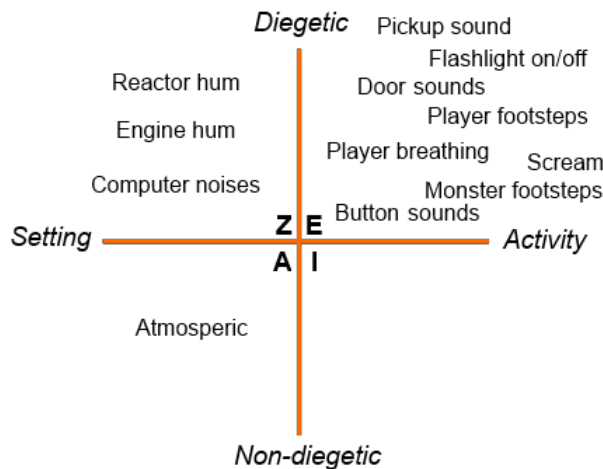 Diegetic
Pickup sound
Flashlight on/off
Reactor hum
Door sounds
Player footsteps
Engine hum
Player breathing
Scream
Computer noises
Monster footsteps
Button sounds
Z E
Setting
Activity
A I
Atmosperic
Non-diegetic